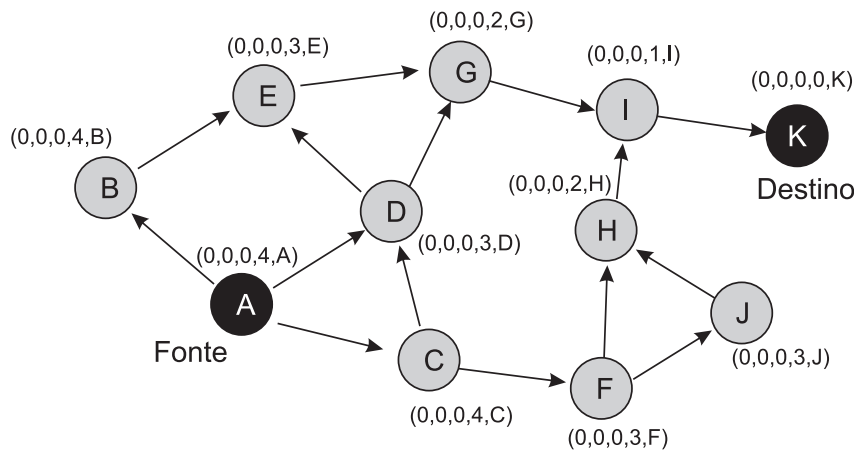 (0,0,0,2,G)
(0,0,0,3,E)
G
(0,0,0,1,I)
(0,0,0,0,K)
E
I
K
(0,0,0,4,B)
B
Destino
(0,0,0,2,H)
D
H
(0,0,0,4,A)
(0,0,0,3,D)
A
J
Fonte
C
(0,0,0,3,J)
F
(0,0,0,4,C)
(0,0,0,3,F)